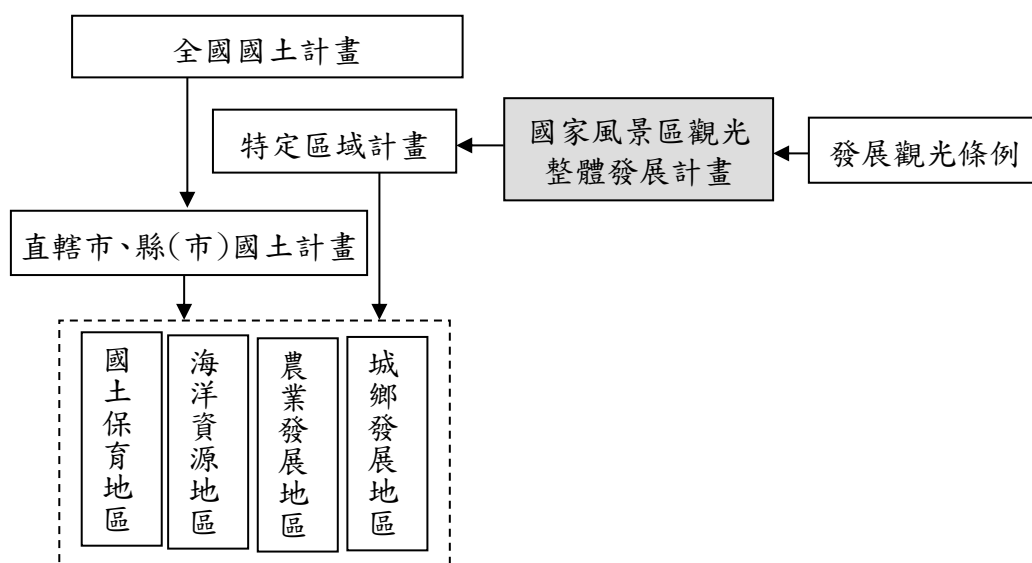 全國國土計畫
特定區域計畫
國家風景區觀光
整體發展計畫
發展觀光條例
直轄市、縣(市)國土計畫
國土保育地區
海洋資源地區
農業發展地區
城鄉發展地區